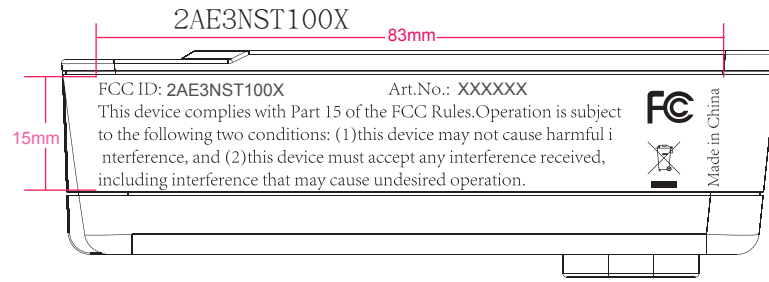 2AE3NST100X
83mm
15mm
FCC ID: 2AE3NST100X Art.No.: XXXXXX
This device complies with Part 15 of the FCC Rules.Operation is subject
to the following two conditions: (1)this device may not cause harmful i
nterference, and (2)this device must accept any interference received,
including interference that may cause undesired operation.
FC
Made in China